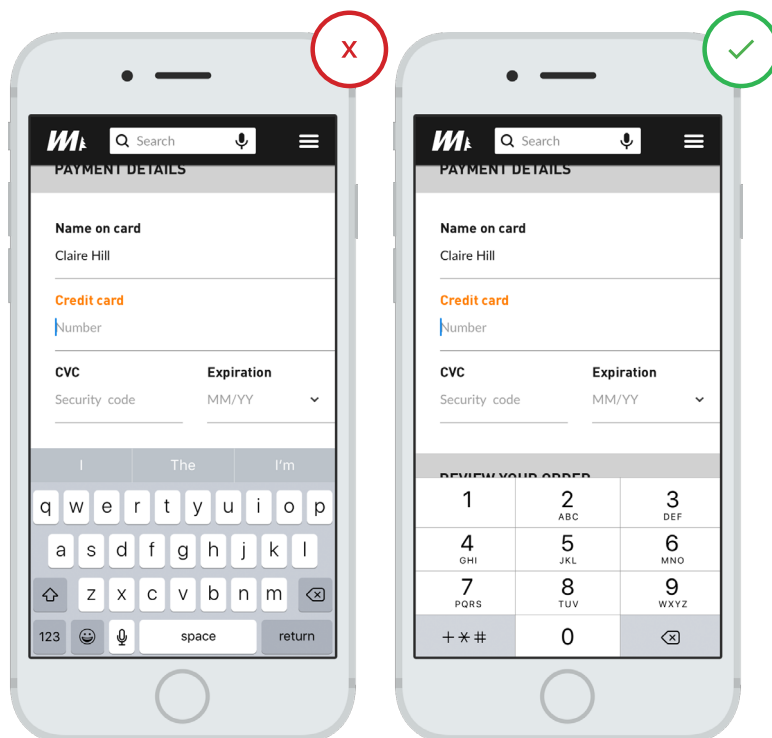 X
Search
PAYMENT DETAILS
Name on card
Claire Hill
Credit card
Number
CVC Expiration
Security code MM/YY
I The I'm
q w e r t y u i o p
a s d f g h j k l
z x c v b n m
123 space return
Search
PAYMENT DETAILS
Name on card
Claire Hill
Credit card
Number
CVC Expiration
Security code MM/YY
REVIEW YOUR ORDER
1 2 3
ABC DEF
4 5 6
GHI JKL MNO
7 8 9
PQRS TUV WXYZ
+*# 0